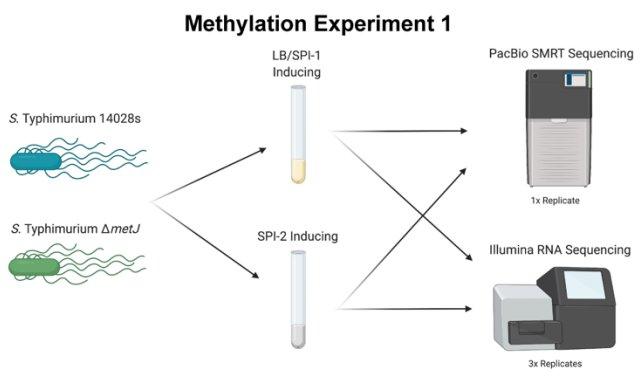 Methylation Experiment 1
LB/SPI-1
Inducing
PacBio SMRT Sequencing
S. Typhimurium 14028s
1x Replicate
S. Typhimurium ΔmetJ
SPI-2 Inducing
Illumina RNA Sequencing
3x Replicates